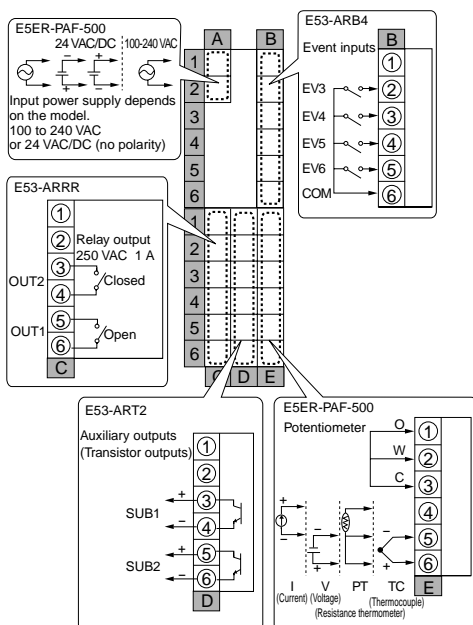 E5ER-PAF-500
24 VAC/DC
100-240 VAC
+ −
− +
Input power supply depends
on the model.
100 to 240 VAC
or 24 VAC/DC (no polarity)
A
B
1
2
3
4
5
6
1
2
3
4
5
6
C D E
E53-ARB4
Event inputs
B
1
EV3 2
EV4 3
EV5 4
EV6 5
COM 6
E53-ARRR
1
2
Relay output
250 VAC 1 A
3
OUT2
Closed
4
5
OUT1
Open
6
C
E53-ART2
Auxiliary outputs
(Transistor outputs)
1
2
+ 3
SUB1
− 4
+ 5
SUB2
− 6
D
E5ER-PAF-500
Potentiometer
O 1
W 2
C 3
4
5
6
E
+
−
−
+
−
+
I V PT TC
(Current) (Voltage)
(Thermocouple)
(Resistance thermometer)